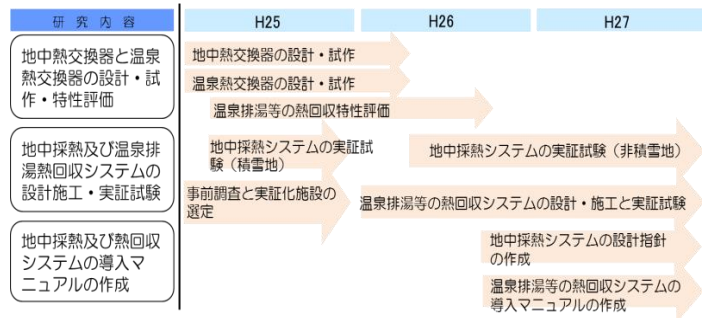 研 究 内 容
H25
H26
H27
地中熱交換器と温泉
熱交換器の設計・試
作・特性評価
地中熱交換器の設計・試作
温泉熱交換器の設計・試作
温泉排湯等の熱回収特性評価
地中採熱及び温泉排
湯熱回収システムの
設計施工・実証試験
地中採熱システムの実証試
験（積雪地）
地中採熱システムの実証試験（非積雪地）
事前調査と実証化施設の
選定
温泉排湯等の熱回収システムの設計・施工と実証試験
地中採熱及び熱回収
システムの導入マ
ニュアルの作成
地中採熱システムの設計指針
の作成
温泉排湯等の熱回収システムの
導入マニュアルの作成